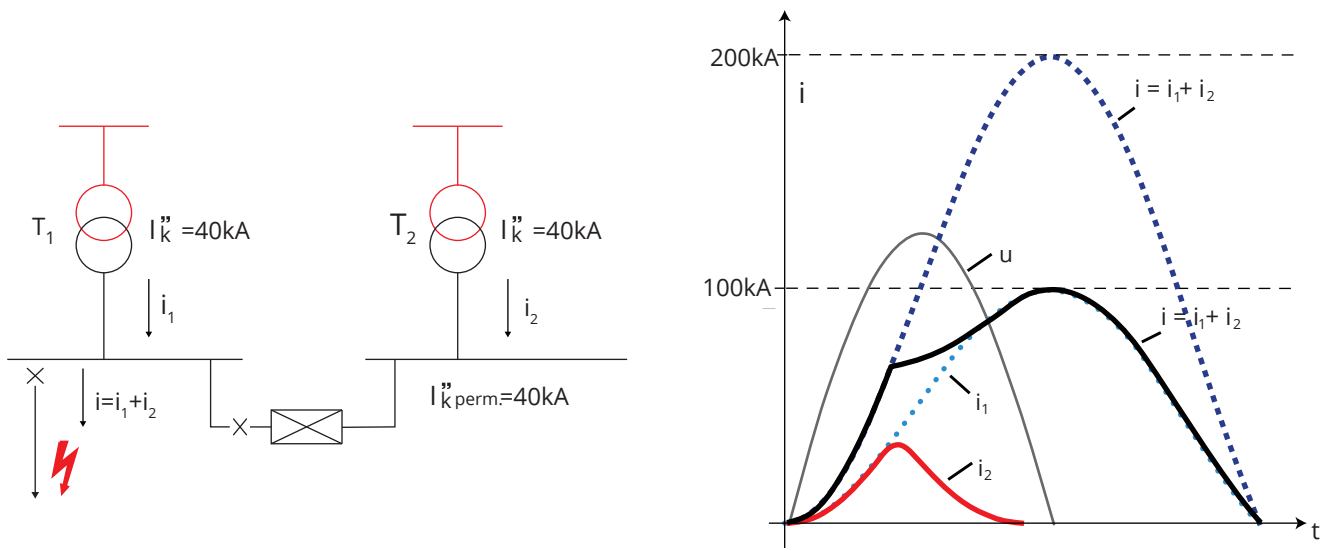 T₁
I"k =40kA
i₁
T₂
I"k =40kA
i₂
i=i₁+i₂
I"k perm.=40kA
200kA
i
i = i₁+ i₂
u
100kA
i = i₁+ i₂
i₁
i₂
t